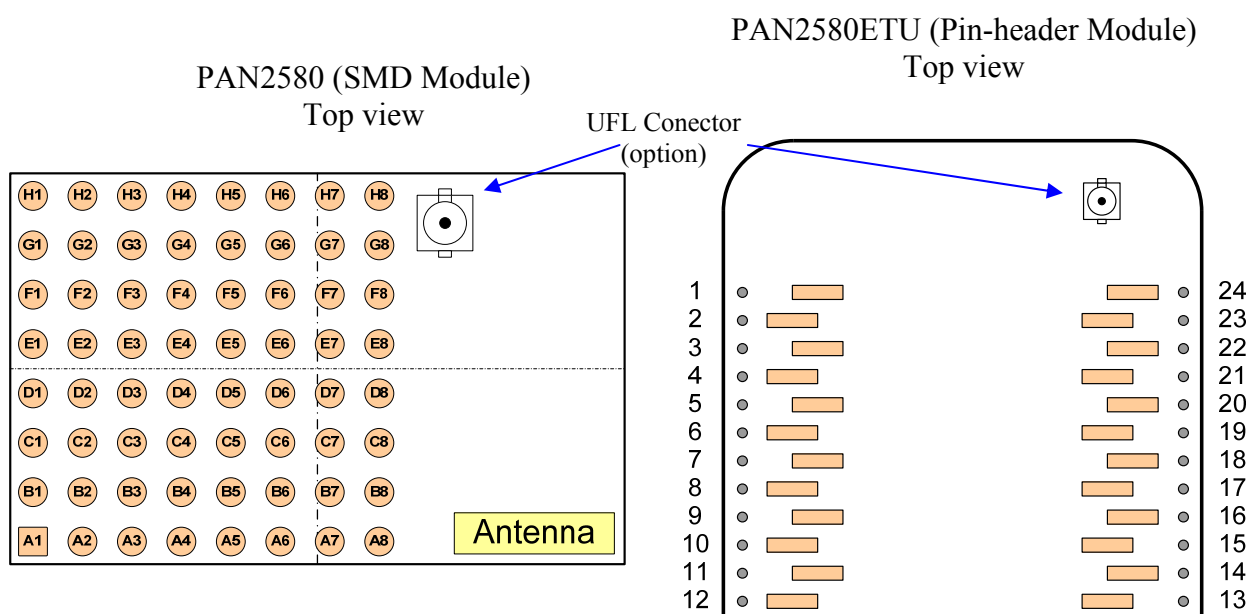 PAN2580ETU (Pin-header Module)
Top view
PAN2580 (SMD Module)
Top view
UFL Conector
(option)
H1 H2 H3 H4 H5 H6 H7 H8
G1 G2 G3 G4 G5 G6 G7 G8
F1 F2 F3 F4 F5 F6 F7 F8
E1 E2 E3 E4 E5 E6 E7 E8
D1 D2 D3 D4 D5 D6 D7 D8
C1 C2 C3 C4 C5 C6 C7 C8
B1 B2 B3 B4 B5 B6 B7 B8
A1 A2 A3 A4 A5 A6 A7 A8
Antenna
1 24
2 23
3 22
4 21
5 20
6 19
7 18
8 17
9 16
10 15
11 14
12 13